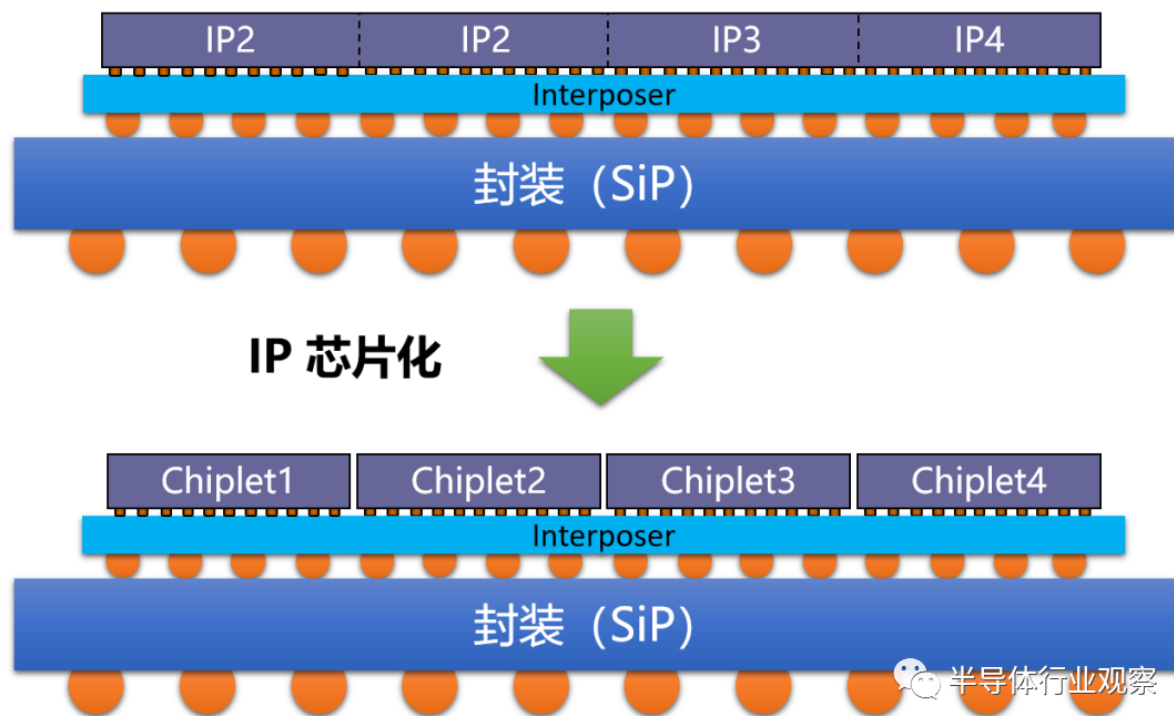 IP2 IP2 IP3 IP4
Interposer
封装（SiP）
IP 芯片化
Chiplet1 Chiplet2 Chiplet3 Chiplet4
Interposer
封装（SiP）
半导体行业观察